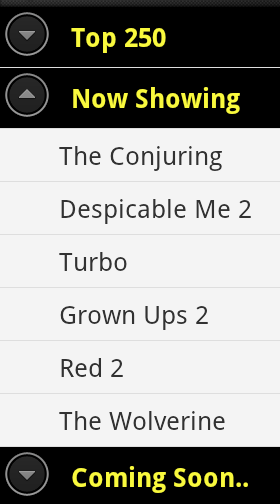 Top 250
Now Showing
The Conjuring
Despicable Me 2
Turbo
Grown Ups 2
Red 2
The Wolverine
Coming Soon..